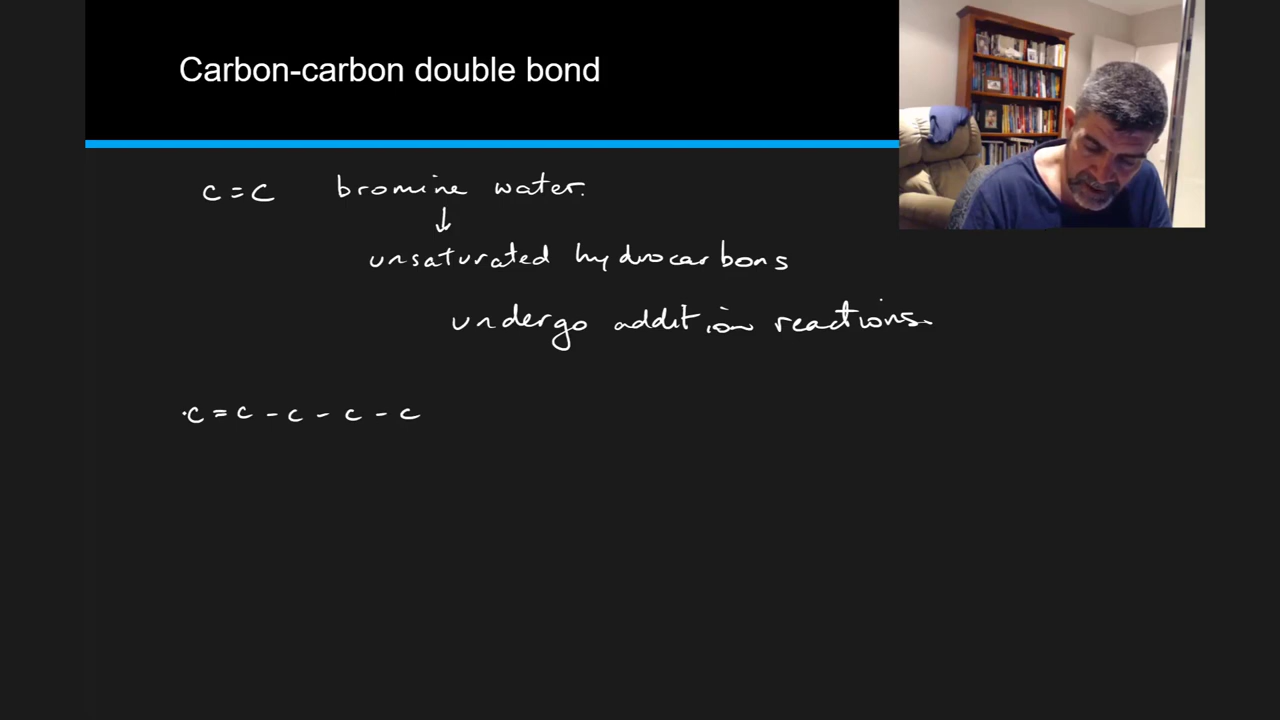 Carbon-carbon double bond
C = C bromine water.
↓
unsaturated hydrocarbons
undergo addition reactions.
C = C - C - C - C